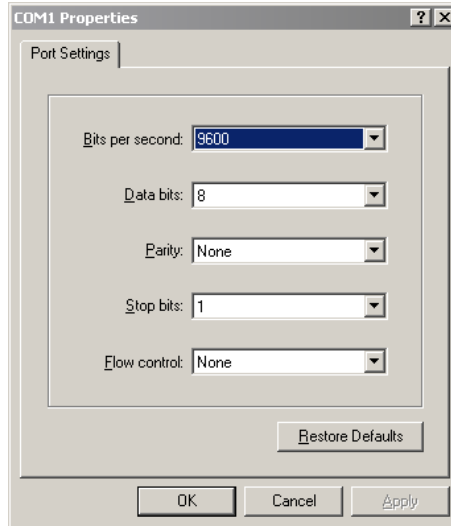 COM1 Properties
Port Settings
Bits per second: 9600
Data bits: 8
Parity: None
Stop bits: 1
Flow control: None
Restore Defaults
OK Cancel Apply